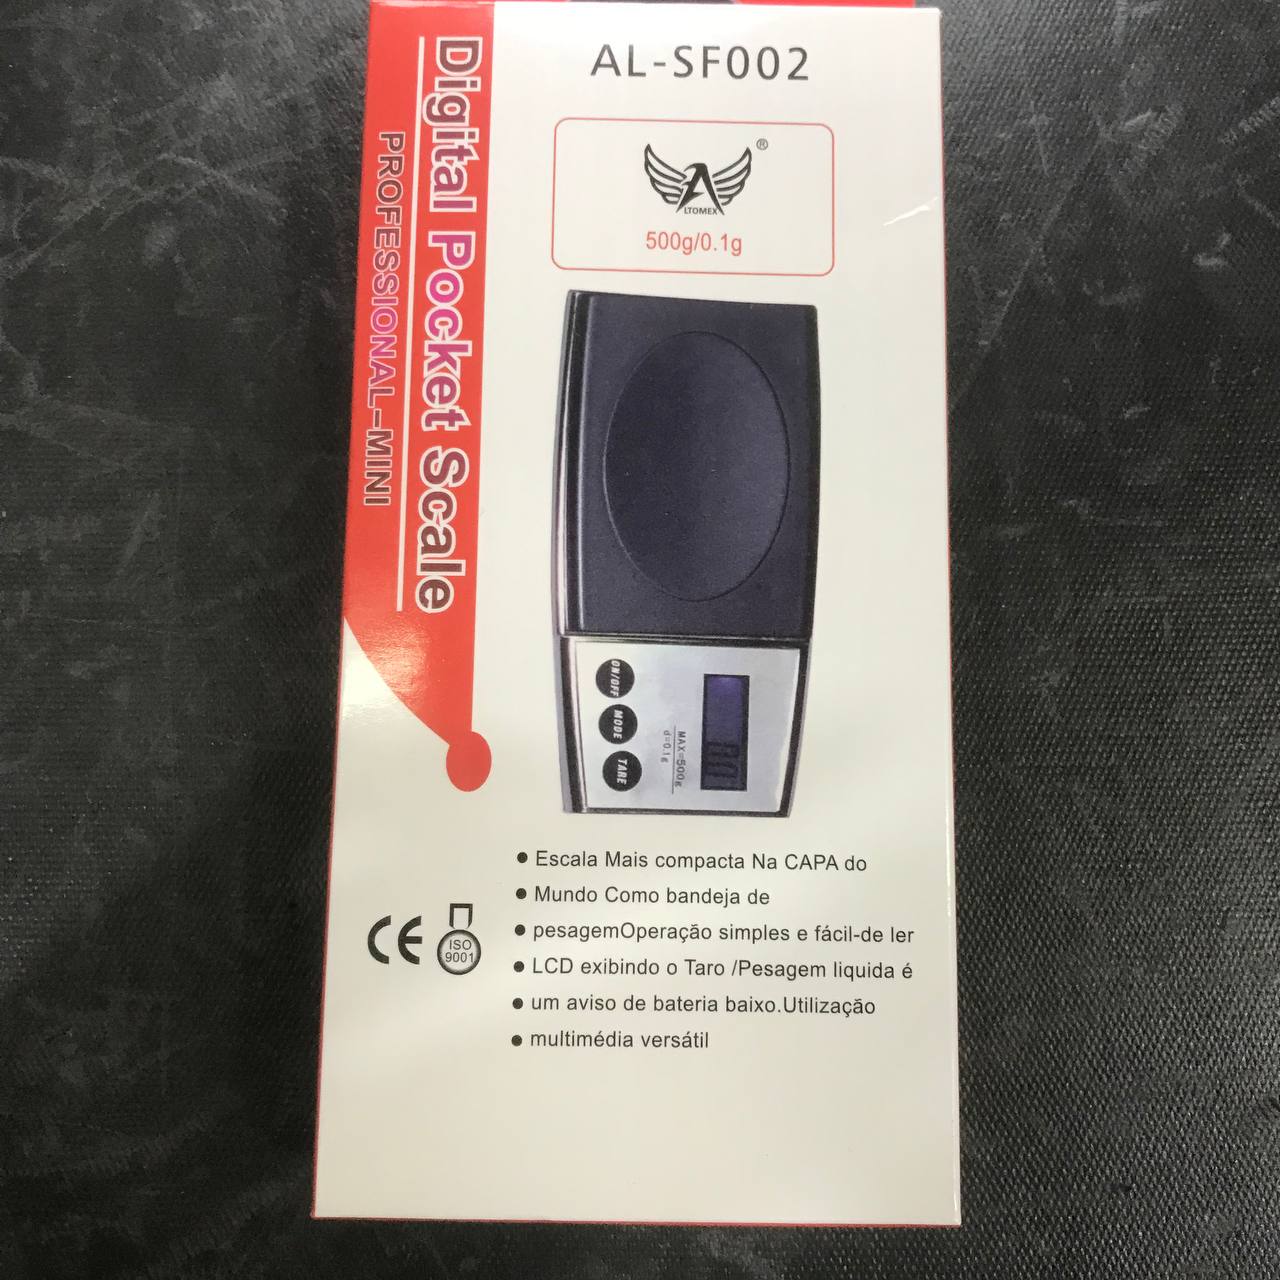 AL-SF002
Digital Pocket Scale
PROFESSIONAL-MINI
®
ALTOMEX
500g/0.1g
ON/OFF
MODE
TARE
MAX=500g
d=0.1g
● Escala Mais compacta Na CAPA do
● Mundo Como bandeja de
● pesagemOperação simples e fácil-de ler
● LCD exibindo o Taro /Pesagem liquida é
● um aviso de bateria baixo.Utilização
● multimédia versátil
CE
ISO
9001